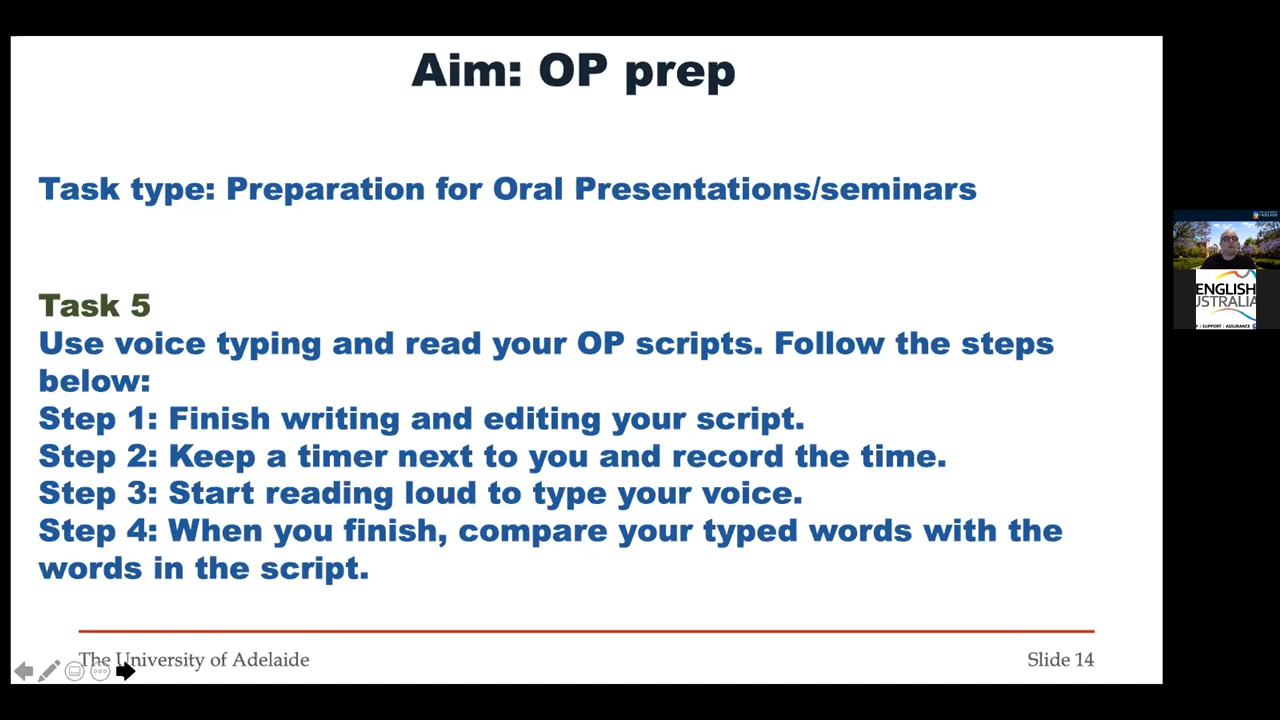 Aim: OP prep
Task type: Preparation for Oral Presentations/seminars
Task 5
Use voice typing and read your OP scripts. Follow the steps
below:
Step 1: Finish writing and editing your script.
Step 2: Keep a timer next to you and record the time.
Step 3: Start reading loud to type your voice.
Step 4: When you finish, compare your typed words with the
words in the script.
The University of Adelaide
Slide 14
ENGLISH
USTRALIA
| SUPPORT | ASSURANCE